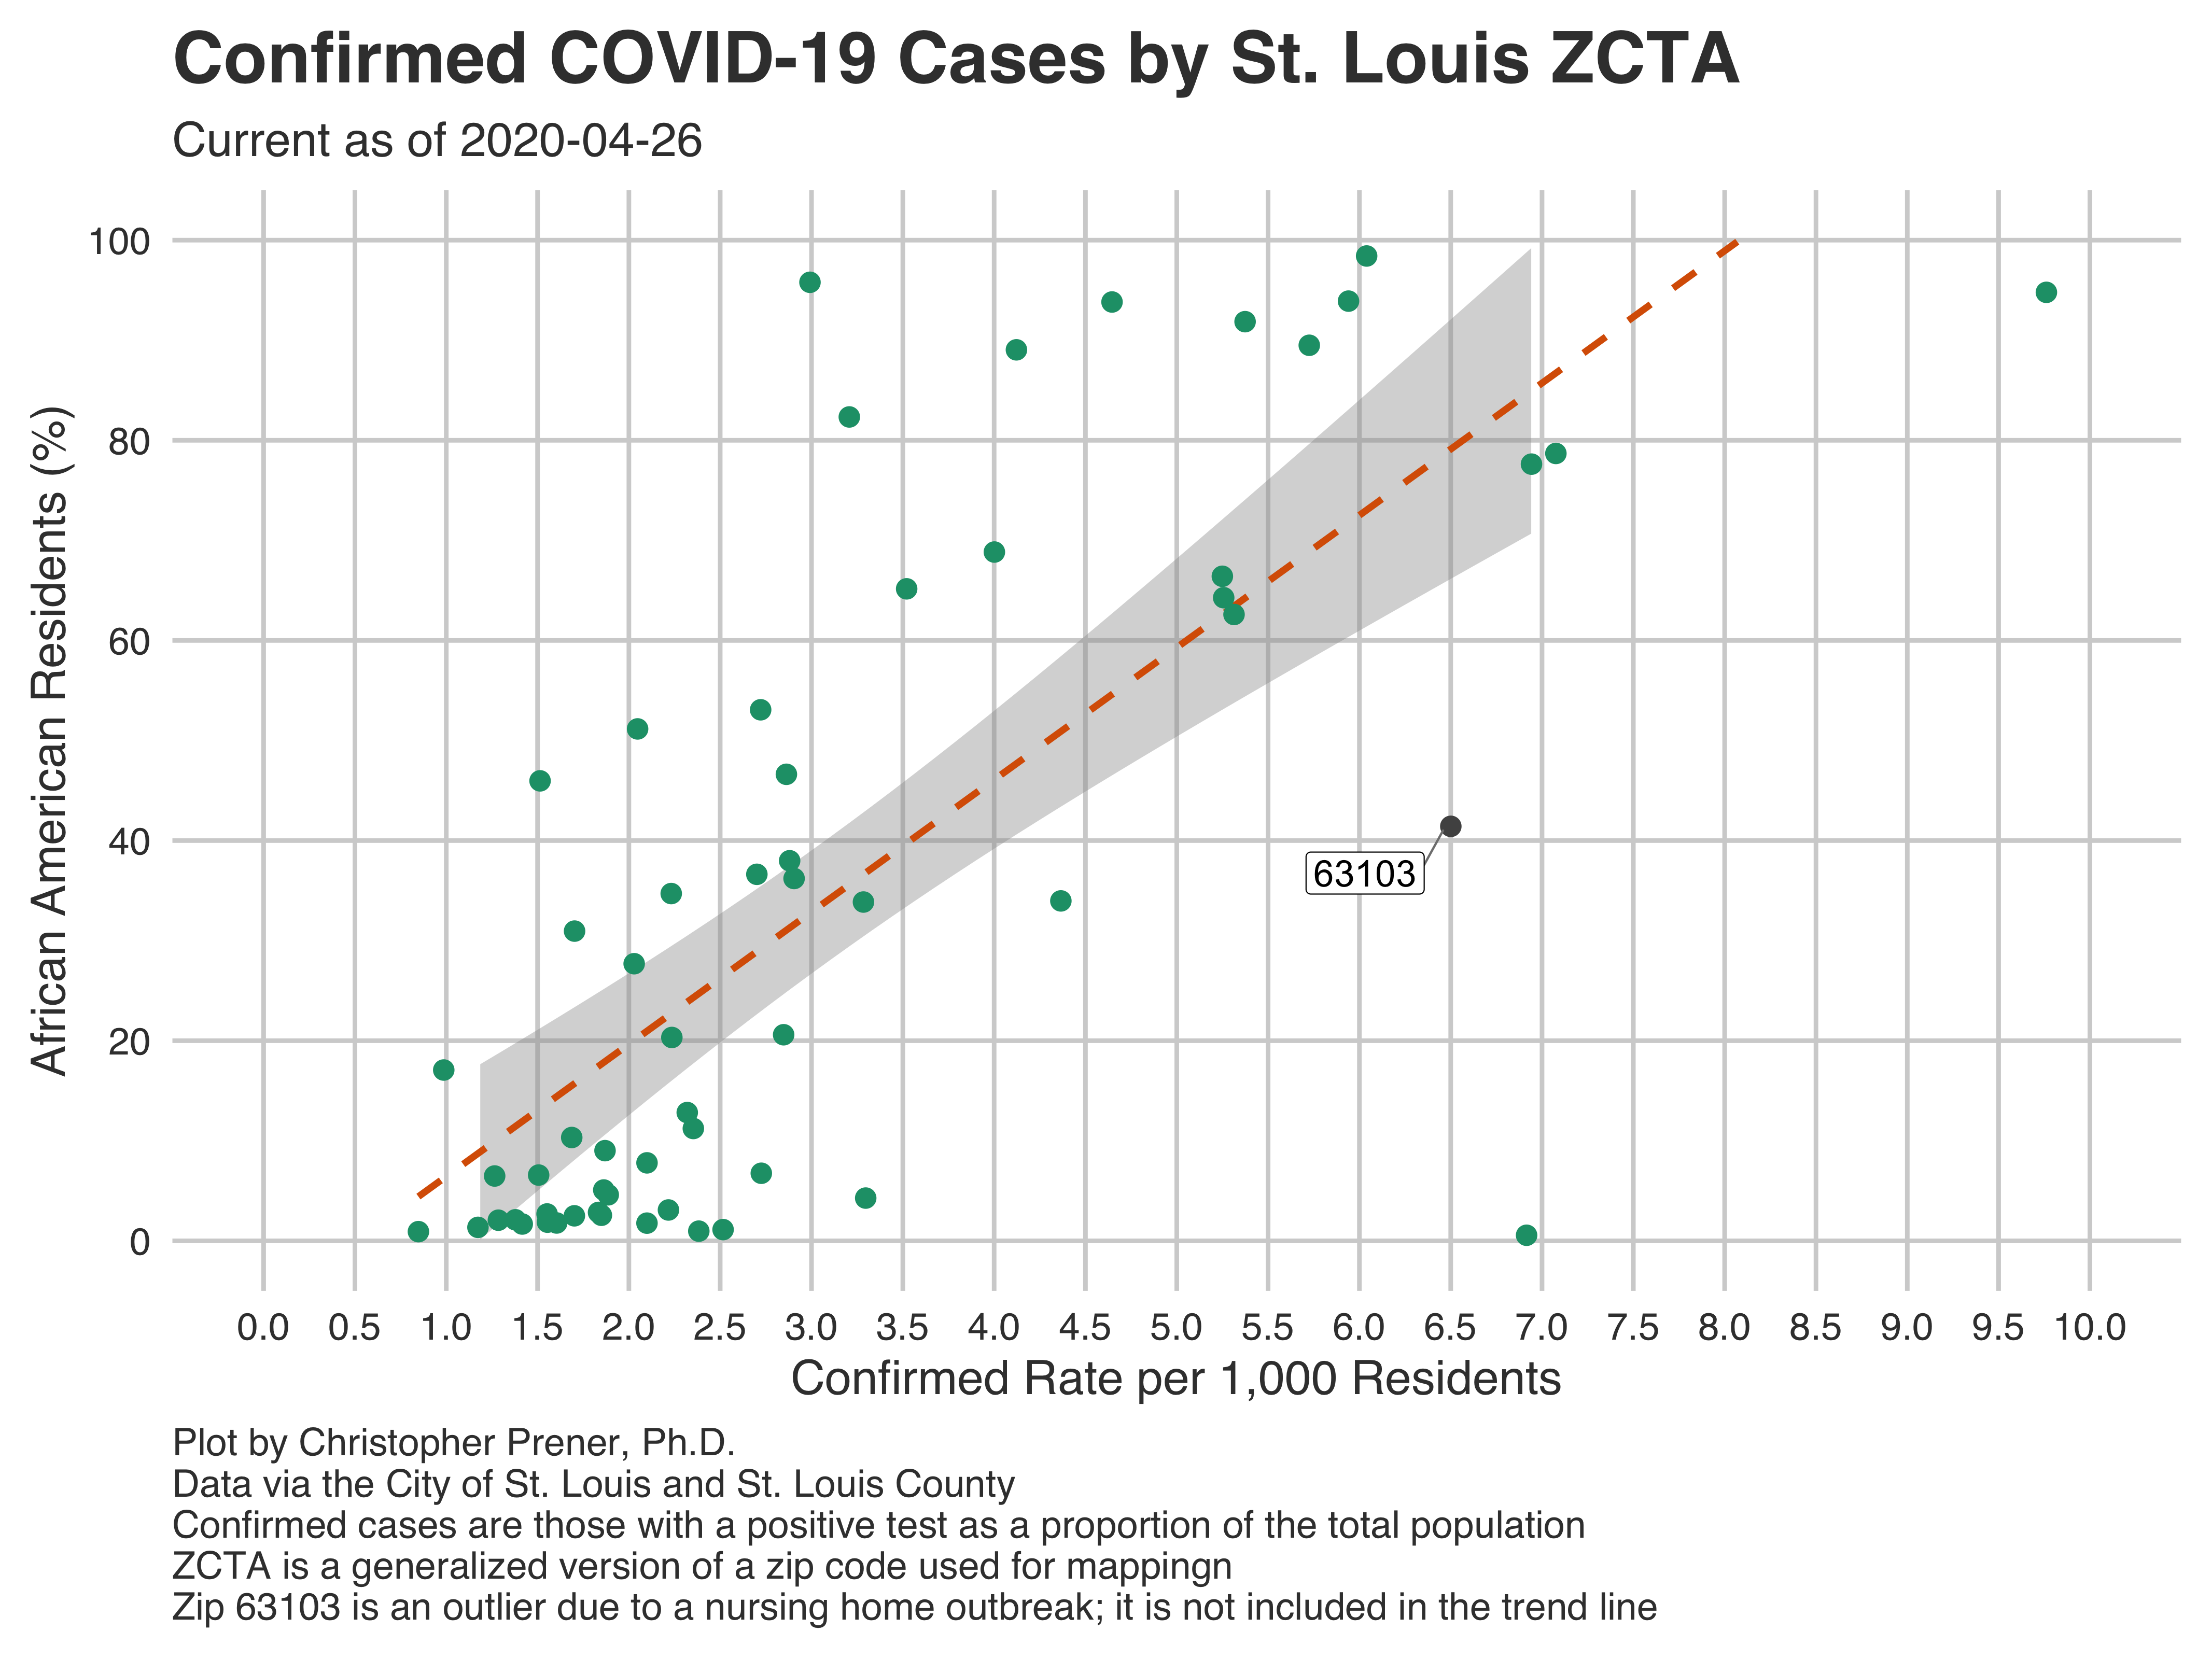 Confirmed COVID-19 Cases by St. Louis ZCTA
Current as of 2020-04-26
African American Residents (%)
100
80
60
40
20
0
63103
0.0 0.5 1.0 1.5 2.0 2.5 3.0 3.5 4.0 4.5 5.0 5.5 6.0 6.5 7.0 7.5 8.0 8.5 9.0 9.5 10.0
Confirmed Rate per 1,000 Residents
Plot by Christopher Prener, Ph.D.
Data via the City of St. Louis and St. Louis County
Confirmed cases are those with a positive test as a proportion of the total population
ZCTA is a generalized version of a zip code used for mappingn
Zip 63103 is an outlier due to a nursing home outbreak; it is not included in the trend line